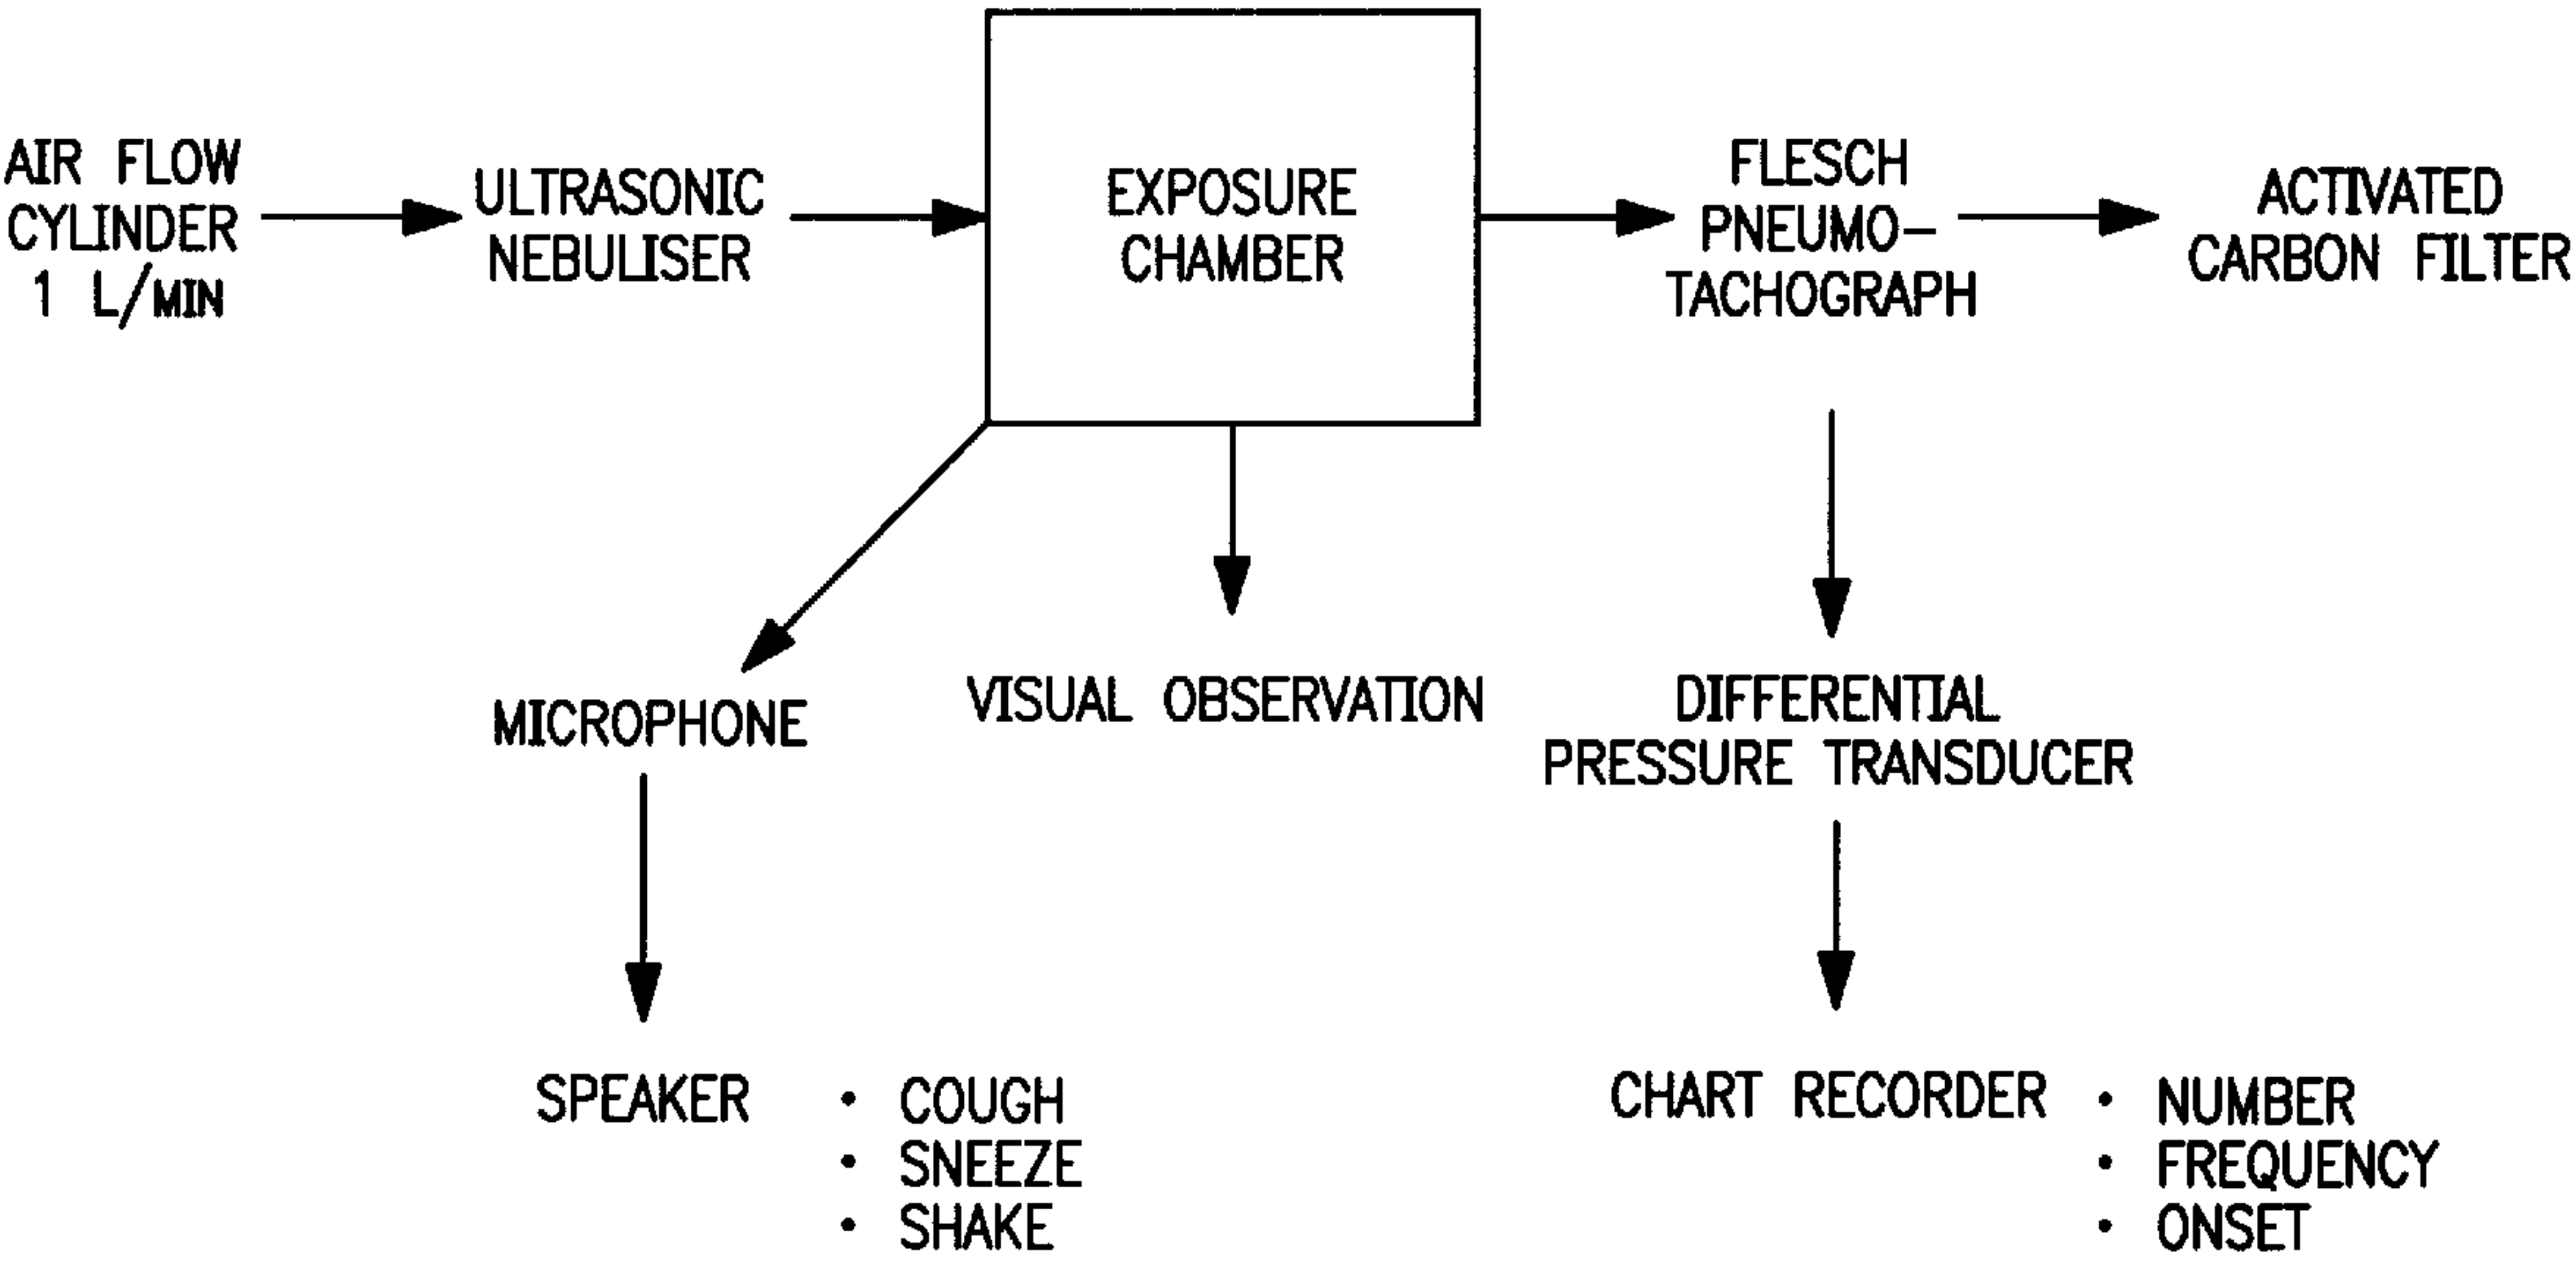 AIR FLOW
CYLINDER
1 L/MIN
ULTRASONIC
NEBULISER
EXPOSURE
CHAMBER
FLESCH
PNEUMO-
TACHOGRAPH
ACTIVATED
CARBON FILTER
MICROPHONE
VISUAL OBSERVATION
DIFFERENTIAL
PRESSURE TRANSDUCER
SPEAKER
• COUGH
• SNEEZE
• SHAKE
CHART RECORDER
• NUMBER
• FREQUENCY
• ONSET